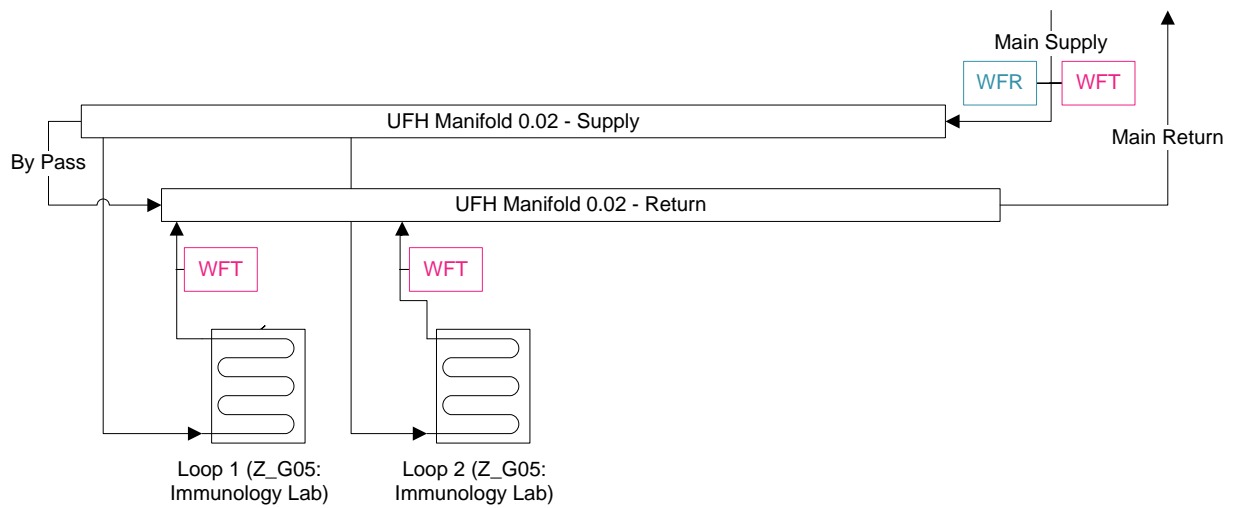 Main Supply
WFR
WFT
UFH Manifold 0.02 - Supply
Main Return
By Pass
UFH Manifold 0.02 - Return
WFT
WFT
Loop 1 (Z_G05:
Immunology Lab)
Loop 2 (Z_G05:
Immunology Lab)